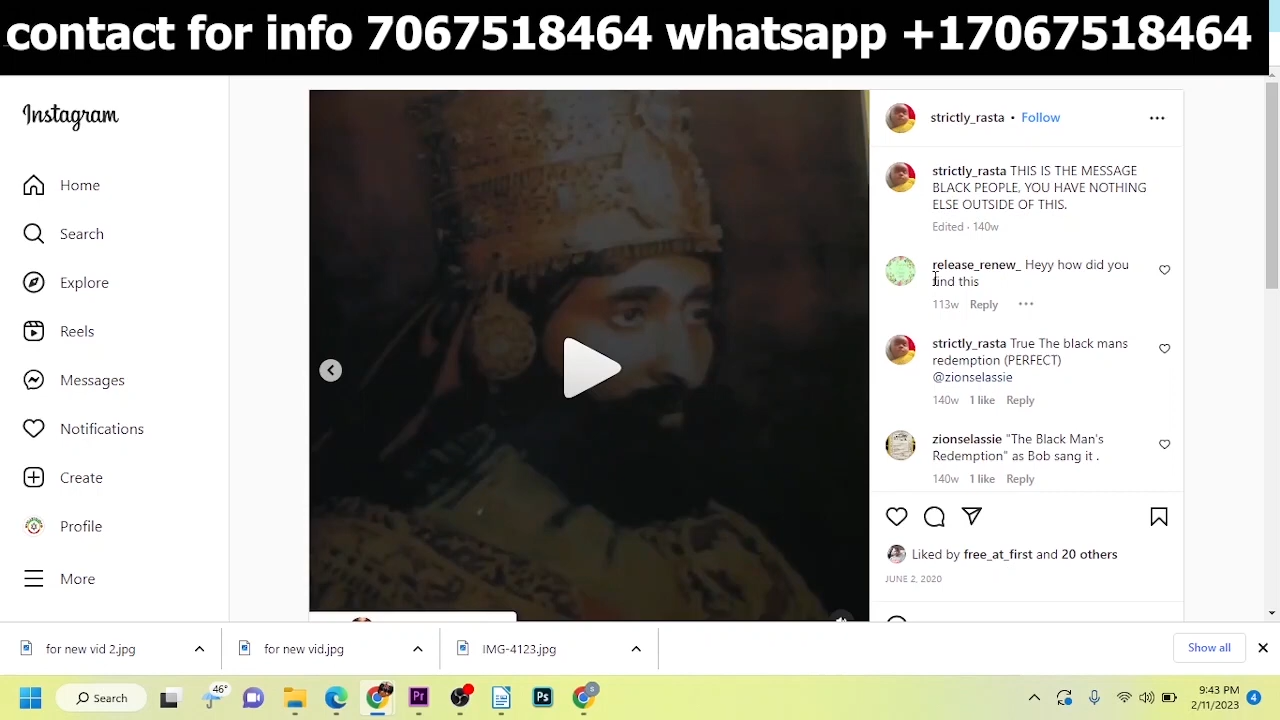 contact for info 7067518464 whatsapp +17067518464
Instagram
Home
Search
Explore
Reels
Messages
Notifications
Create
Profile
More
strictly_rasta • Follow
strictly_rasta THIS IS THE MESSAGE
BLACK PEOPLE, YOU HAVE NOTHING
ELSE OUTSIDE OF THIS.
Edited · 140w
release_renew_ Heyy how did you
find this
113w Reply
strictly_rasta True The black mans
redemption (PERFECT)
@zionselassie
140w 1 like Reply
zionselassie "The Black Man's
Redemption" as Bob sang it .
140w 1 like Reply
Liked by free_at_first and 20 others
JUNE 2, 2020
for new vid 2.jpg
for new vid.jpg
IMG-4123.jpg
Show all
Search
46°
Pr
Ps
S
9:43 PM
2/11/2023
4